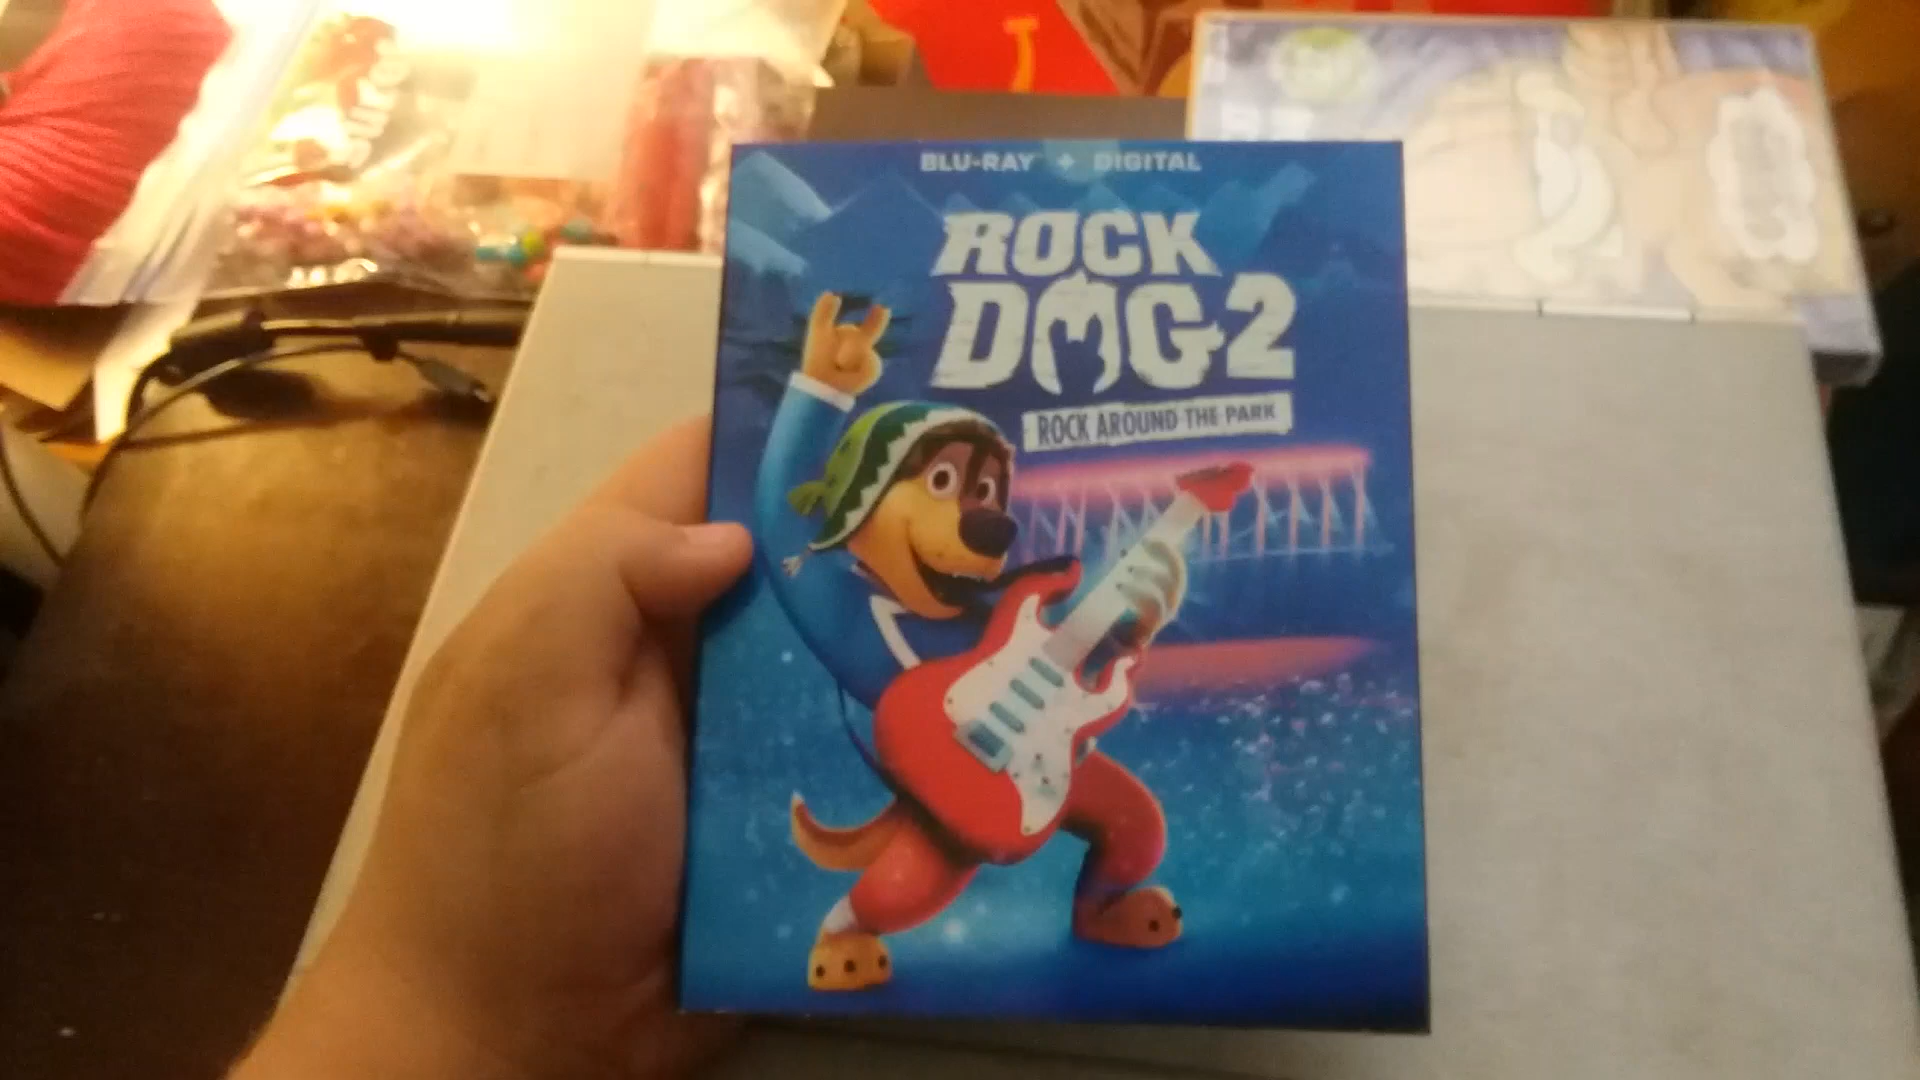 BLU-RAY + DIGITAL
ROCK
DOG 2
ROCK AROUND THE PARK